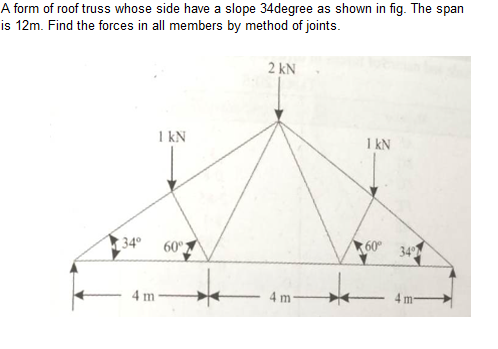 A form of roof truss whose side have a slope 34degree as shown in fig. The span
is 12m. Find the forces in all members by method of joints.
2 kN
1 kN
1 kN
34°
60°
60°
34°
4 m
4 m
4 m